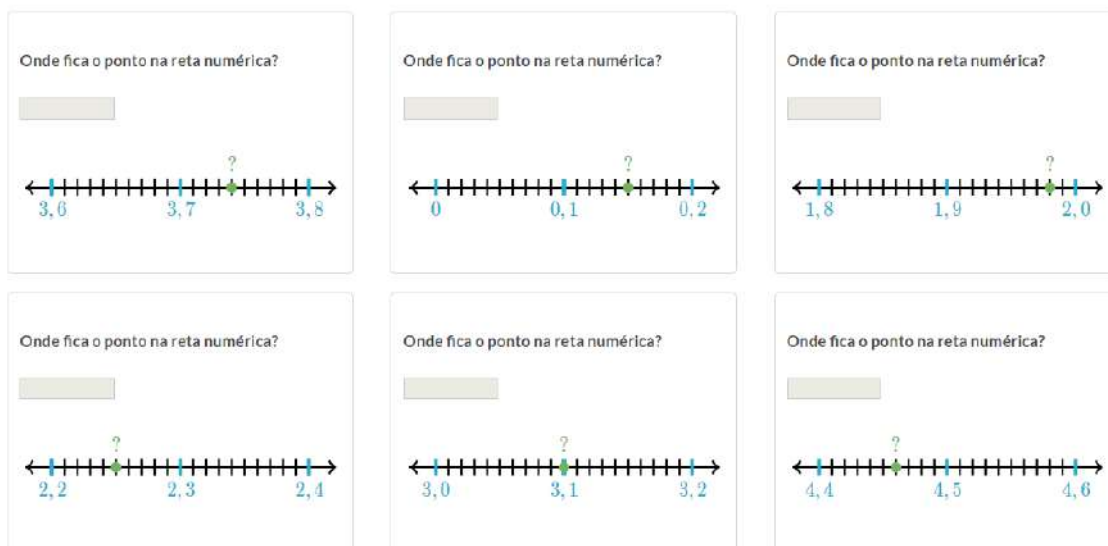 Onde fica o ponto na reta numérica?
?
3,6 3,7 3,8
Onde fica o ponto na reta numérica?
?
0 0,1 0,2
Onde fica o ponto na reta numérica?
?
1,8 1,9 2,0
Onde fica o ponto na reta numérica?
?
2,2 2,3 2,4
Onde fica o ponto na reta numérica?
?
3,0 3,1 3,2
Onde fica o ponto na reta numérica?
?
4,4 4,5 4,6